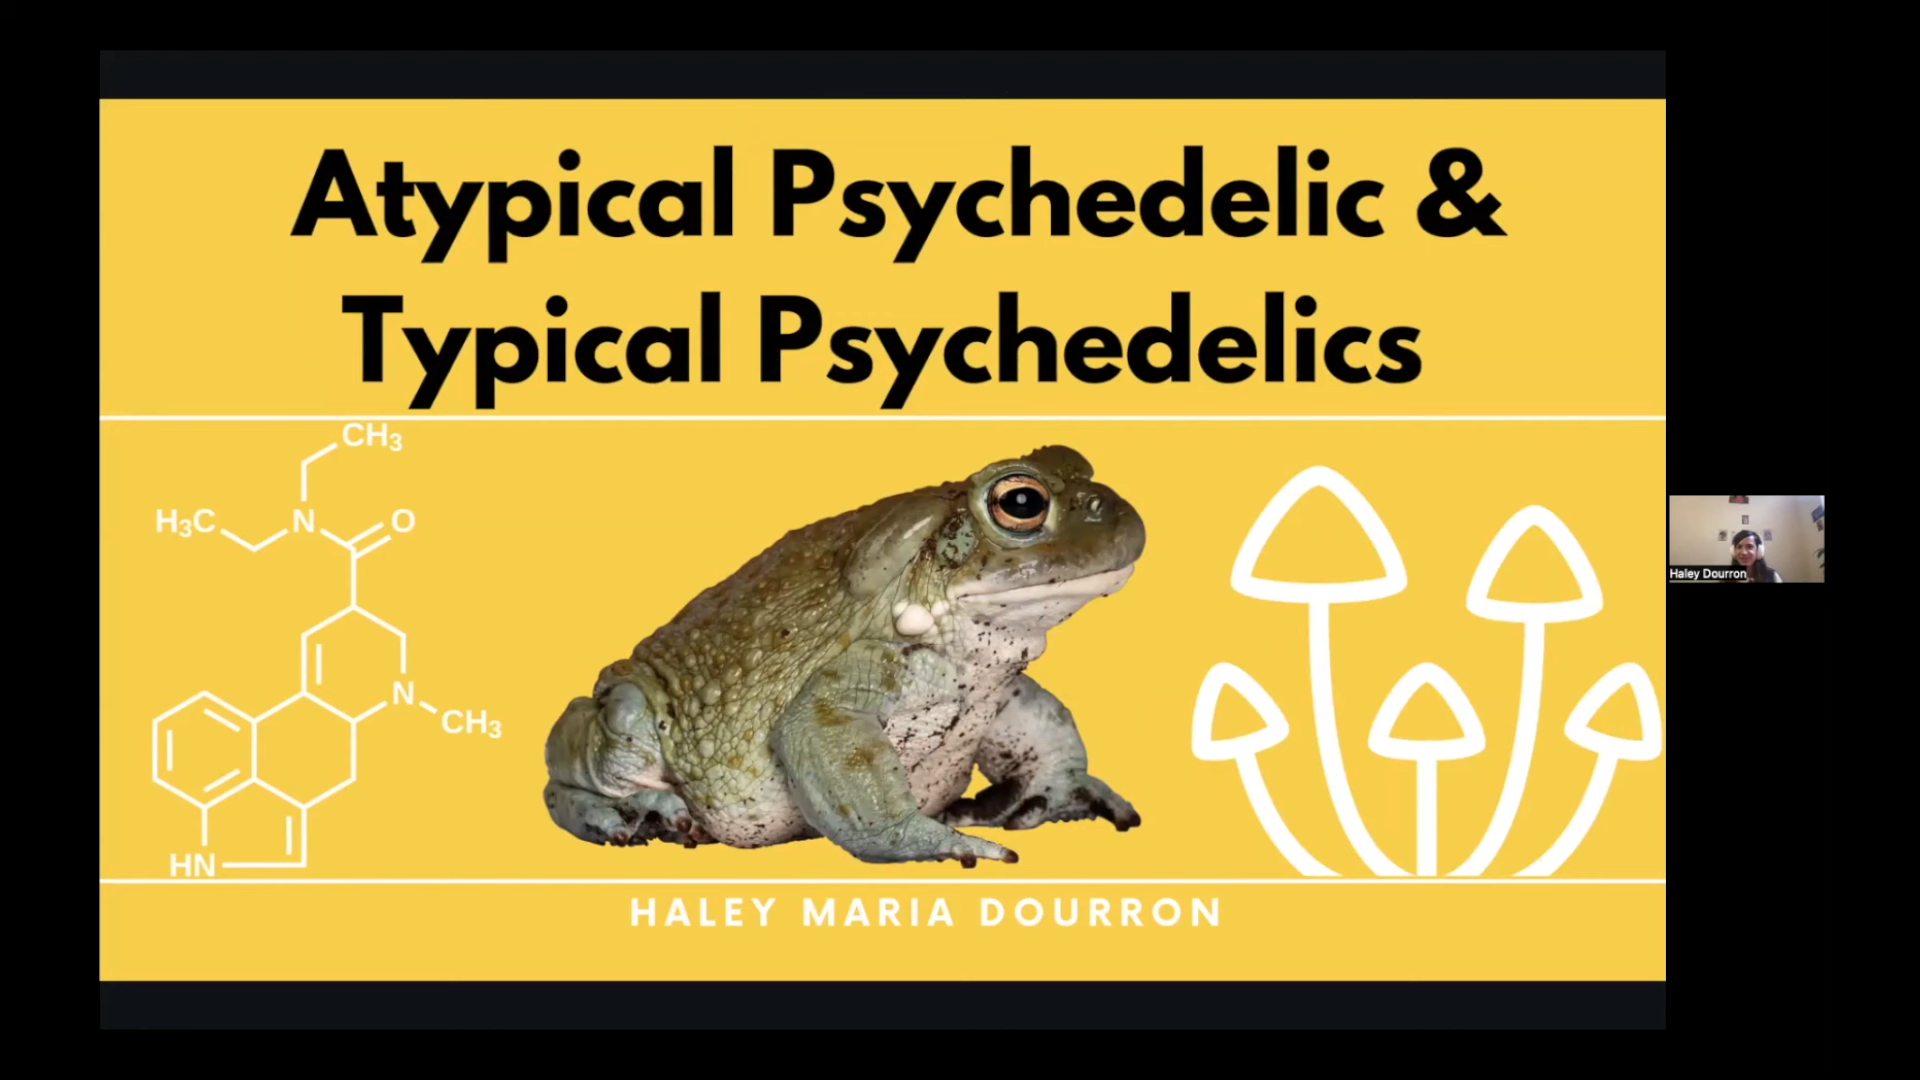 Atypical Psychedelic &
Typical Psychedelics
CH₃
H₃C
N
O
N
CH₃
HN
HALEY MARIA DOURRON
Haley Dourron